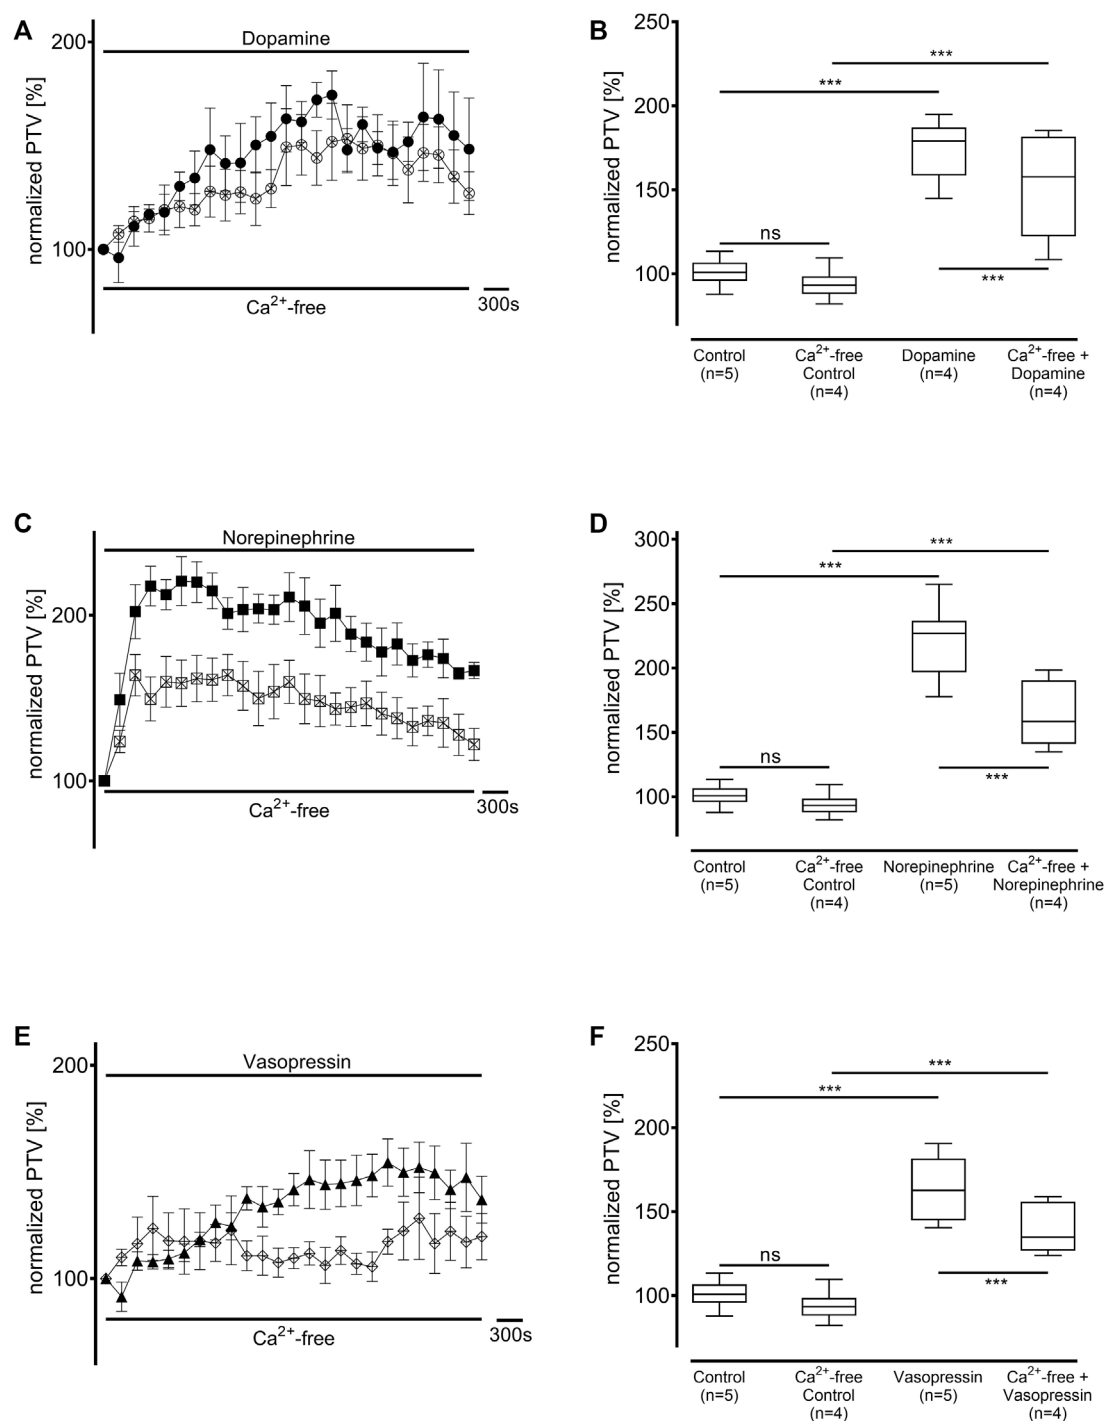 A
200
100
normalized PTV [%]
Dopamine
Ca²⁺-free
300s
B
250
200
150
100
normalized PTV [%]
***
***
ns
***
Control
(n=5)
Ca²⁺-free
Control
(n=4)
Dopamine
(n=4)
Ca²⁺-free +
Dopamine
(n=4)
C
200
100
normalized PTV [%]
Norepinephrine
Ca²⁺-free
300s
D
300
250
200
150
100
normalized PTV [%]
***
***
ns
***
Control
(n=5)
Ca²⁺-free
Control
(n=4)
Norepinephrine
(n=5)
Ca²⁺-free +
Norepinephrine
(n=4)
E
200
100
normalized PTV [%]
Vasopressin
Ca²⁺-free
300s
F
250
200
150
100
normalized PTV [%]
***
***
ns
***
Control
(n=5)
Ca²⁺-free
Control
(n=4)
Vasopressin
(n=5)
Ca²⁺-free +
Vasopressin
(n=4)